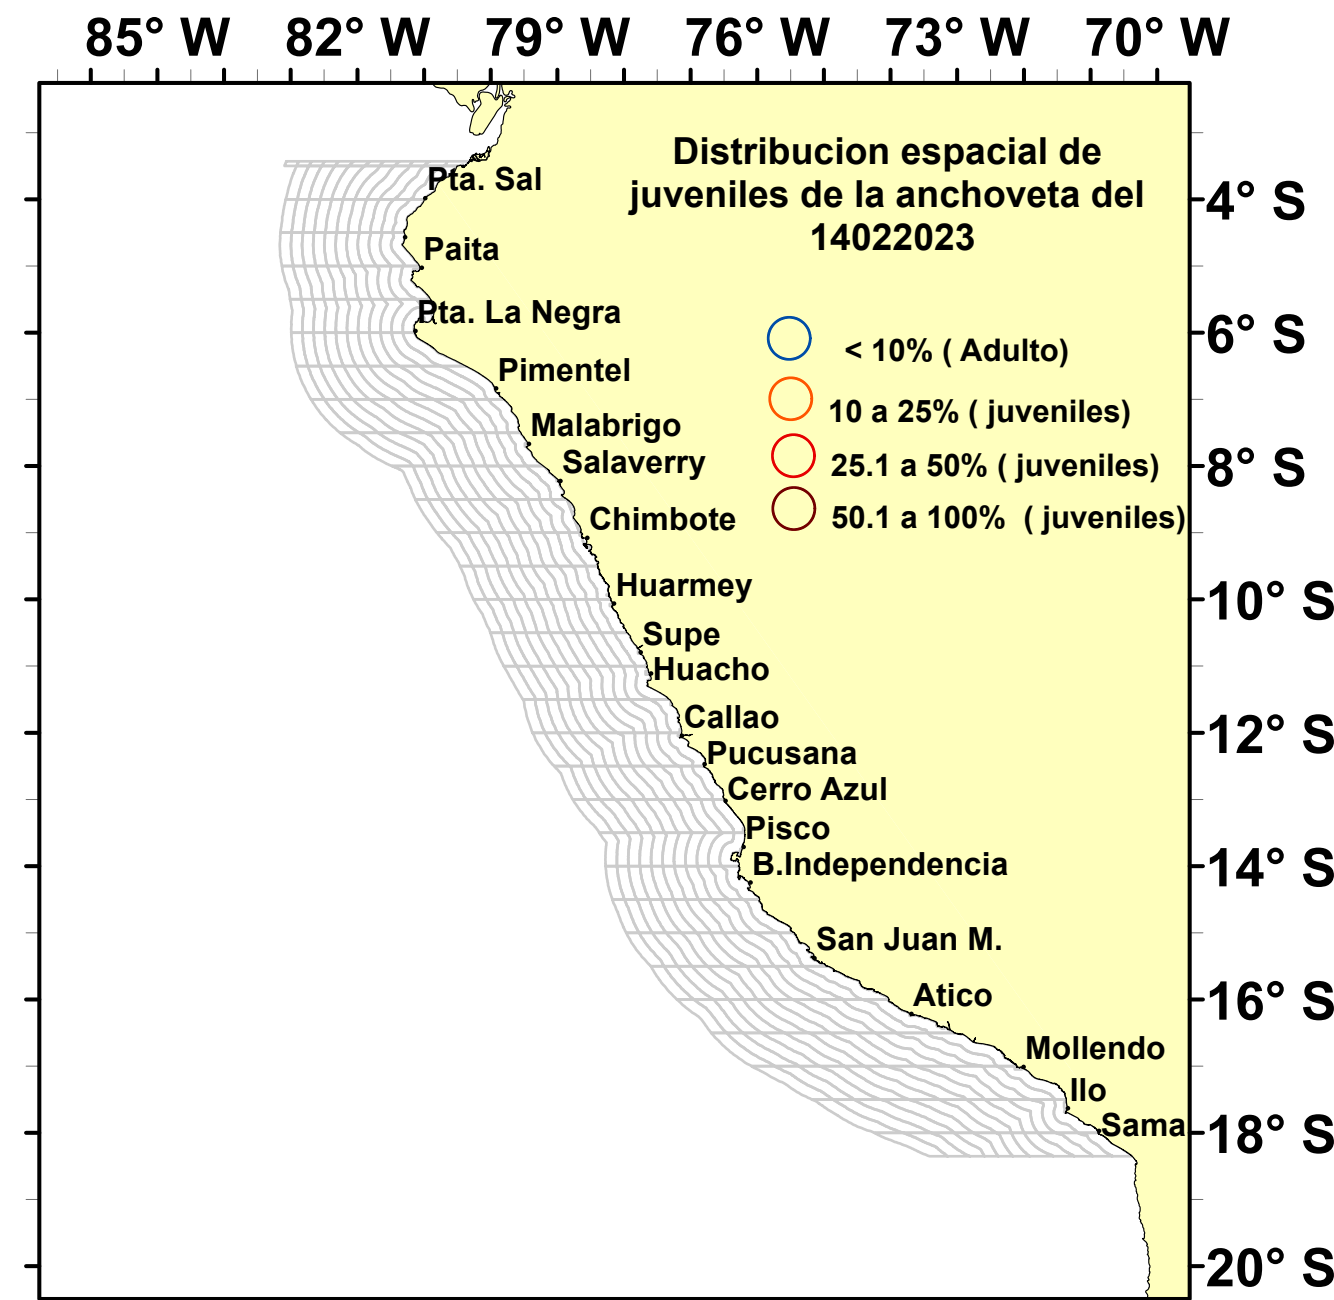 85° W 82° W 79° W 76° W 73° W 70° W
Distribucion espacial de
juveniles de la anchoveta del
14022023
Pta. Sal
4° S
Paita
Pta. La Negra
6° S
< 10% ( Adulto)
Pimentel
10 a 25% ( juveniles)
Malabrigo
Salaverry
25.1 a 50% ( juveniles)
8° S
Chimbote
50.1 a 100%  ( juveniles)
Huarmey
10° S
Supe
Huacho
Callao
12° S
Pucusana
Cerro Azul
Pisco
B.Independencia
14° S
San Juan M.
Atico
16° S
Mollendo
Ilo
Sama
18° S
20° S